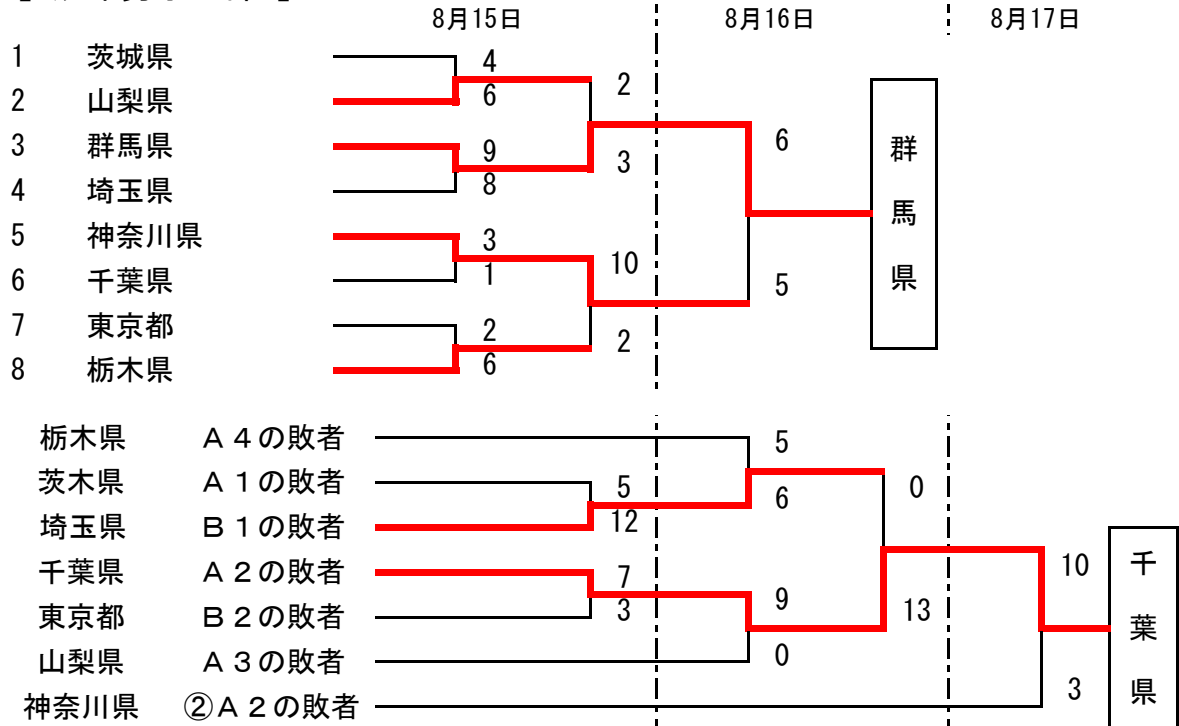 8月15日 8月16日 8月17日
1 茨城県 4
2 山梨県 6 2
3 群馬県 9 3 6
4 埼玉県 8
5 神奈川県 3 10
6 千葉県 1 5
7 東京都 2 2
8 栃木県 6
群馬県
栃木県 A4の敗者 5
茨木県 A1の敗者 5 6 0
埼玉県 B1の敗者 12
千葉県 A2の敗者 7 9 10
東京都 B2の敗者 3 13
山梨県 A3の敗者 0
神奈川県 ②A2の敗者 3
千葉県